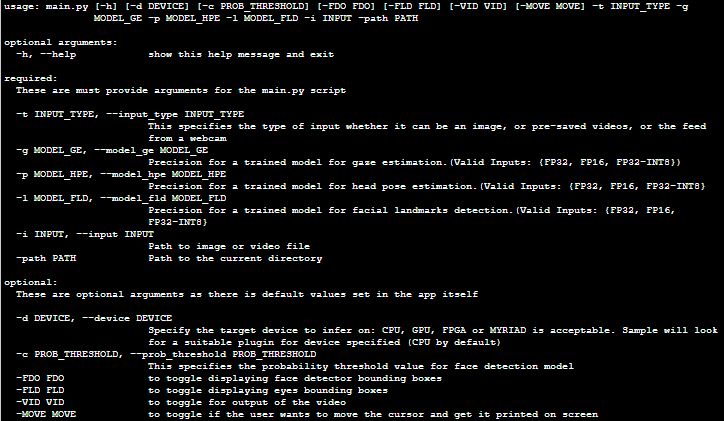 usage: main.py [-h] [-d DEVICE] [-c PROB_THRESHOLD] [-FDO FDO] [-FLD FLD] [-VID VID] [-MOVE MOVE] -t INPUT_TYPE -g
MODEL_GE -p MODEL_HPE -l MODEL_FLD -i INPUT -path PATH
optional arguments:
-h, --help show this help message and exit
required:
These are must provide arguments for the main.py script
-t INPUT_TYPE, --input_type INPUT_TYPE
This specifies the type of input whether it can be an image, or pre-saved videos, or the feed
from a webcam
-g MODEL_GE, --model_ge MODEL_GE
Precision for a trained model for gaze estimation.(Valid Inputs: {FP32, FP16, FP32-INT8})
-p MODEL_HPE, --model_hpe MODEL_HPE
Precision for a trained model for head pose estimation.(Valid Inputs: {FP32, FP16, FP32-INT8}
-l MODEL_FLD, --model_fld MODEL_FLD
Precision for a trained model for facial landmarks detection.(Valid Inputs: {FP32, FP16,
FP32-INT8}
-i INPUT, --input INPUT
Path to image or video file
-path PATH Path to the current directory
optional:
These are optional arguments as there is default values set in the app itself
-d DEVICE, --device DEVICE
Specify the target device to infer on: CPU, GPU, FPGA or MYRIAD is acceptable. Sample will look
for a suitable plugin for device specified (CPU by default)
-c PROB_THRESHOLD, --prob_threshold PROB_THRESHOLD
This specifies the probability threshold value for face detection model
-FDO FDO to toggle displaying face detector bounding boxes
-FLD FLD to toggle displaying eyes bounding boxes
-VID VID to toggle for output of the video
-MOVE MOVE to toggle if the user wants to move the cursor and get it printed on screen